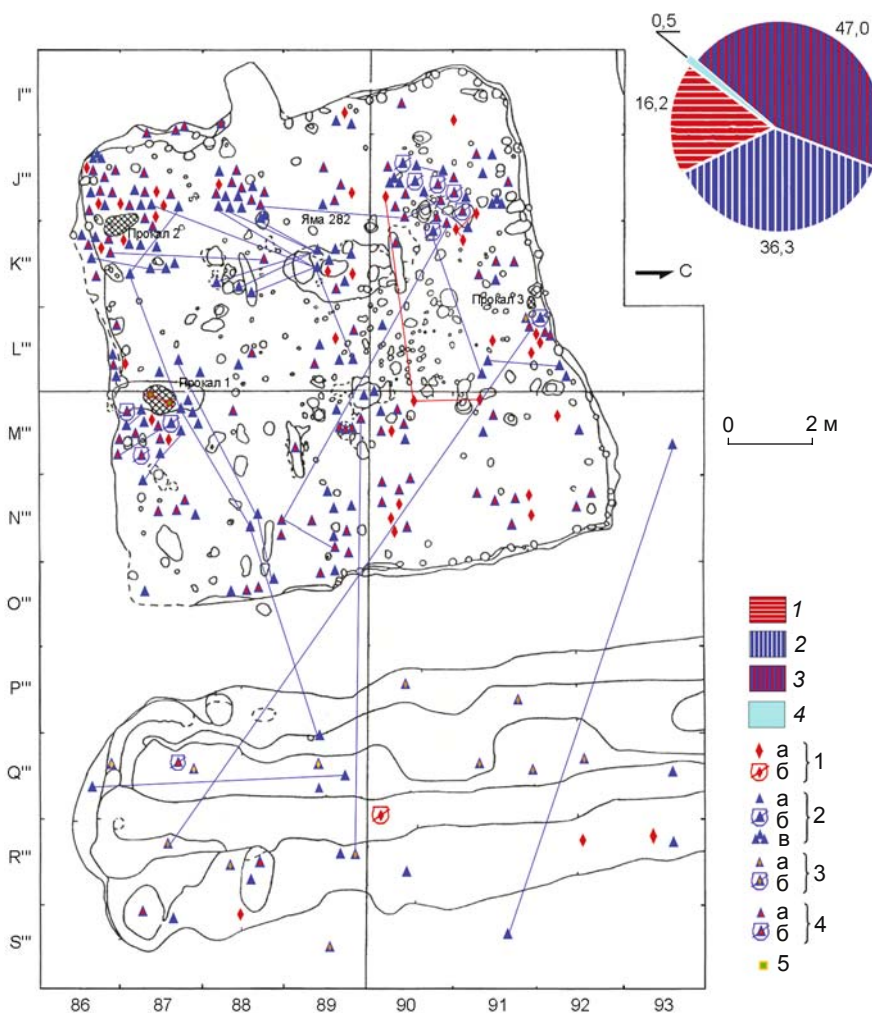 0,5
47,0
16,2
36,3
С
I'''
J'''
K'''
L'''
M'''
N'''
O'''
P'''
Q'''
R'''
S'''
Яма 282
Прокал 2
Прокал 3
Прокал 1
0 2 м
1
2
3
4
а
б
1
а
б
в
2
а
б
3
а
б
4
5
86 87 88 89 90 91 92 93